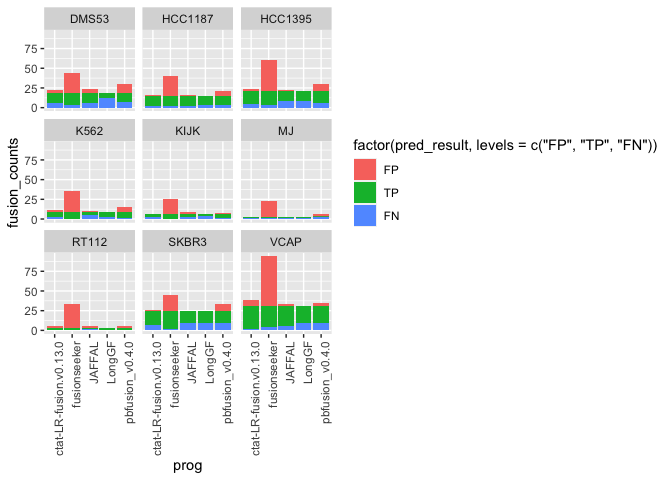 DMS53 HCC1187 HCC1395
75
50
25
0
K562 KIJK MJ
75
50
25
0
RT112 SKBR3 VCAP
75
50
25
0
fusion_counts
ctat-LR-fusion.v0.13.0
fusionseeker
JAFFAL
LongGF
pbfusion_v0.4.0
ctat-LR-fusion.v0.13.0
fusionseeker
JAFFAL
LongGF
pbfusion_v0.4.0
ctat-LR-fusion.v0.13.0
fusionseeker
JAFFAL
LongGF
pbfusion_v0.4.0
prog
factor(pred_result, levels = c("FP", "TP", "FN"))
FP
TP
FN